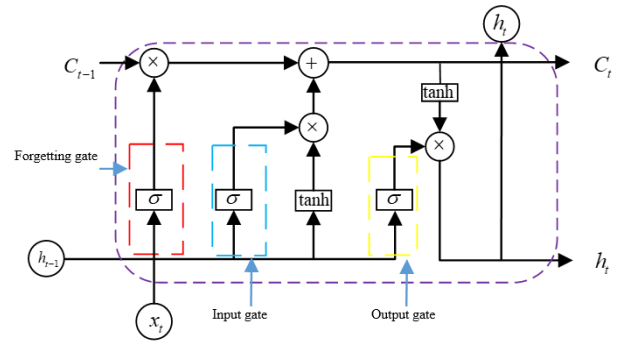 h_t
C_{t-1}
×
+
C_t
tanh
×
×
Forgetting gate
σ
σ
tanh
σ
h_{t-1}
h_t
x_t
Input gate
Output gate